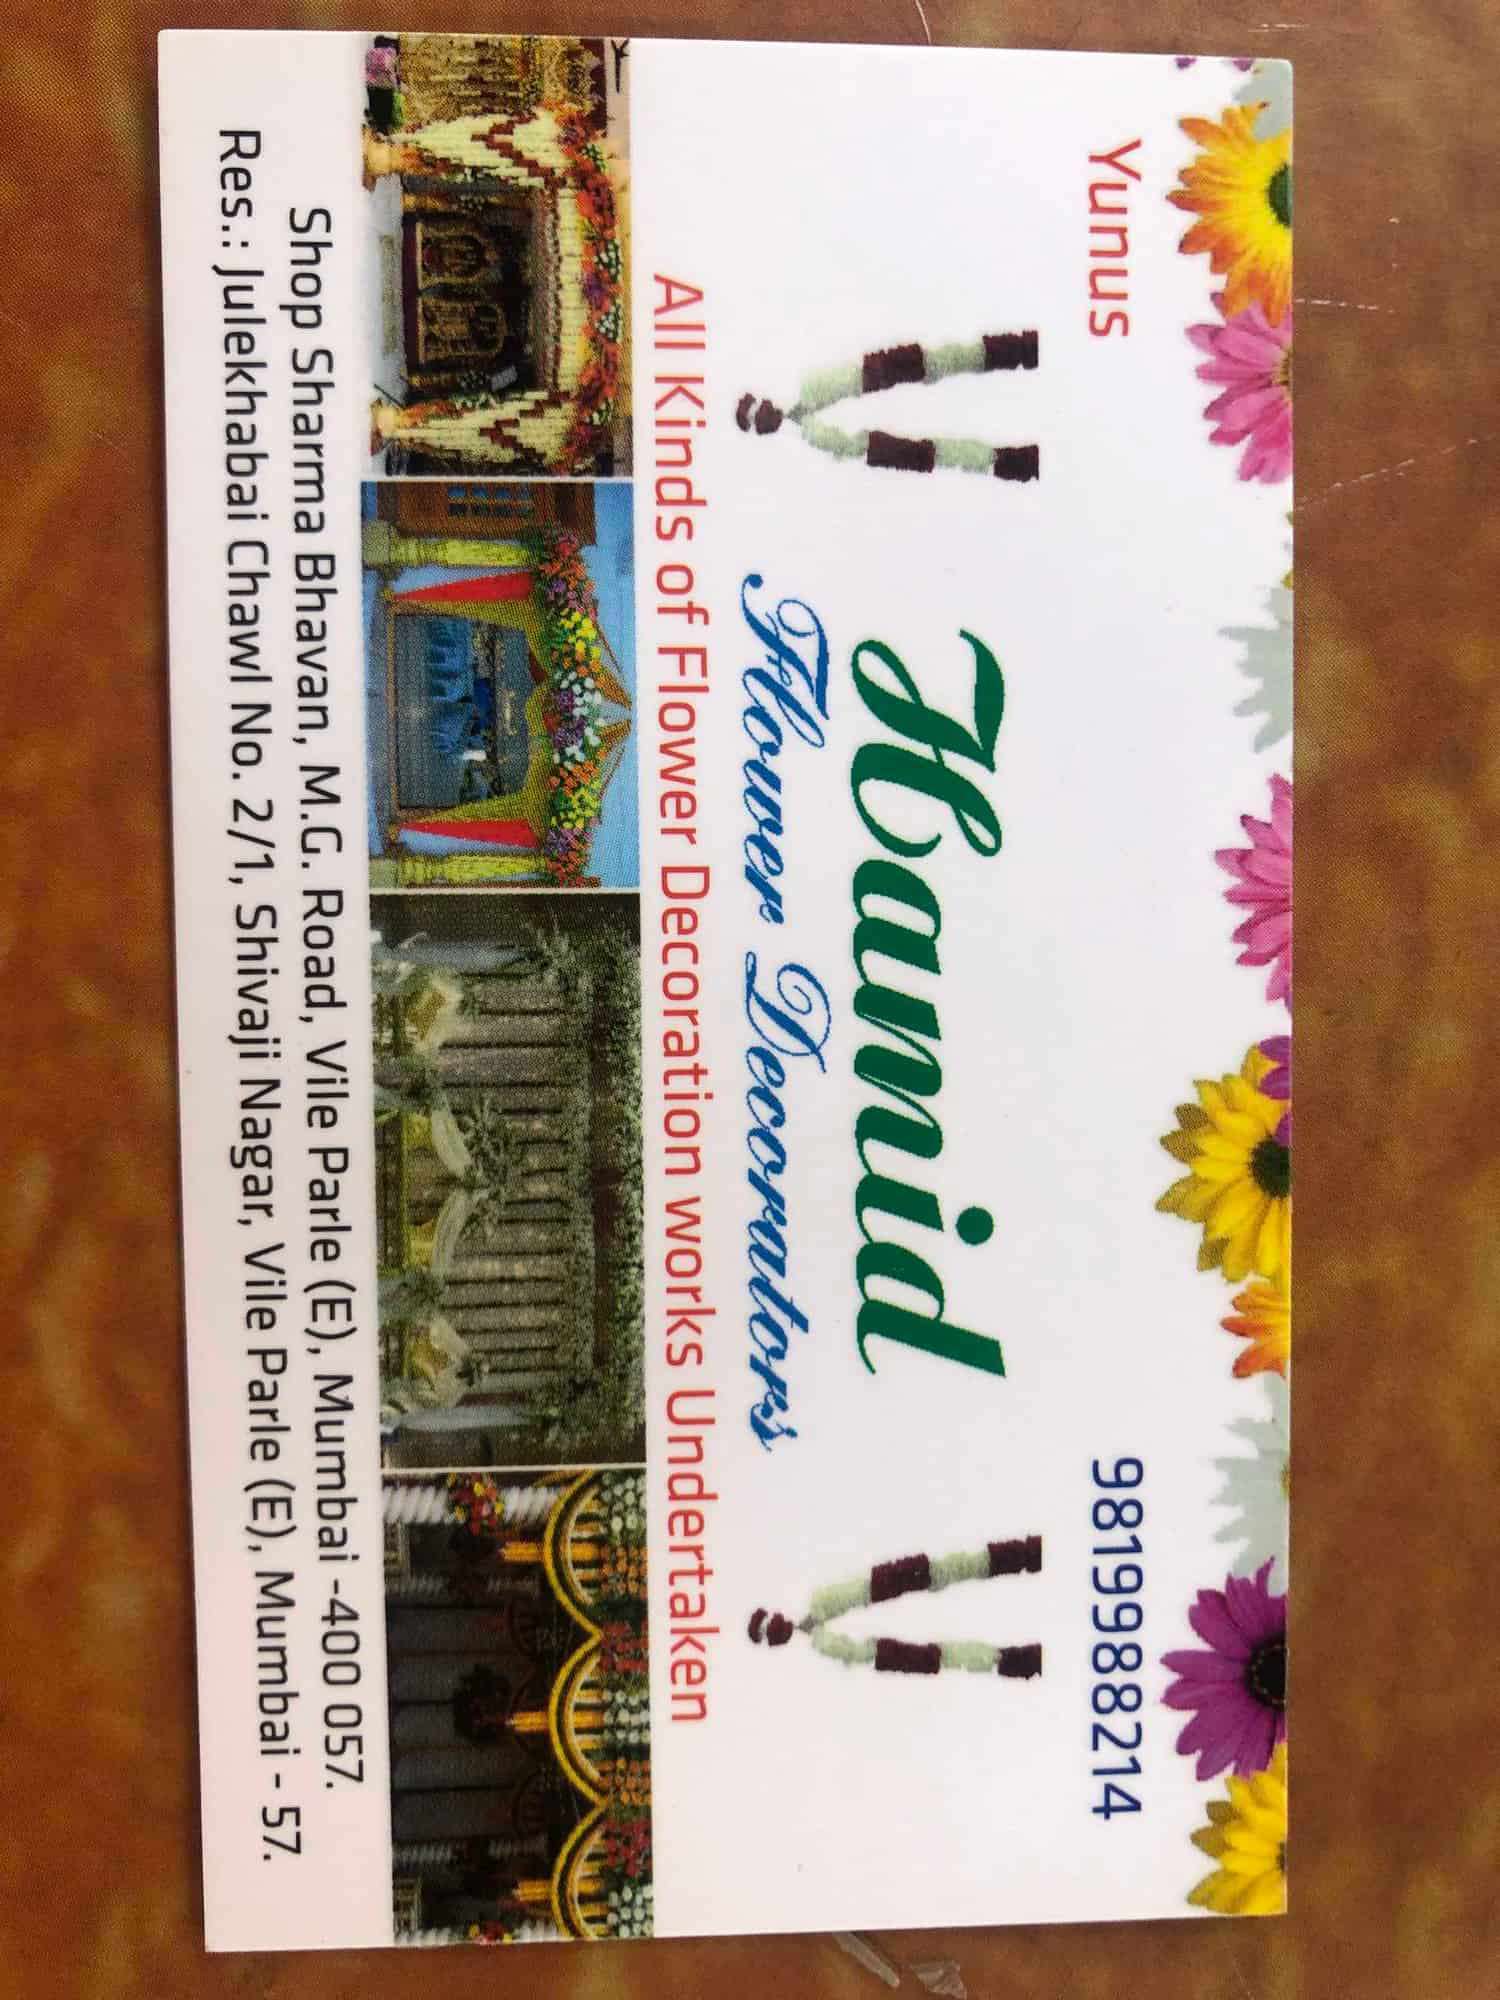 Yunus
9819988214
Hamid
Flower Decorators
All Kinds of Flower Decoration works Undertaken
Shop Sharma Bhavan, M.G. Road, Vile Parle (E), Mumbai -400 057.
Res.: Julekhabai Chawl No. 2/1, Shivaji Nagar, Vile Parle (E), Mumbai - 57.